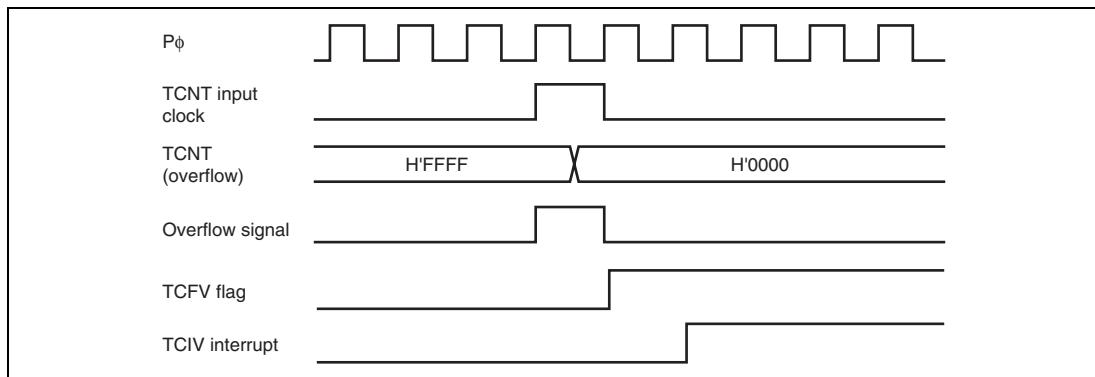 Pϕ
TCNT input
clock
TCNT
(overflow)
H'FFFF
H'0000
Overflow signal
TCFV flag
TCIV interrupt